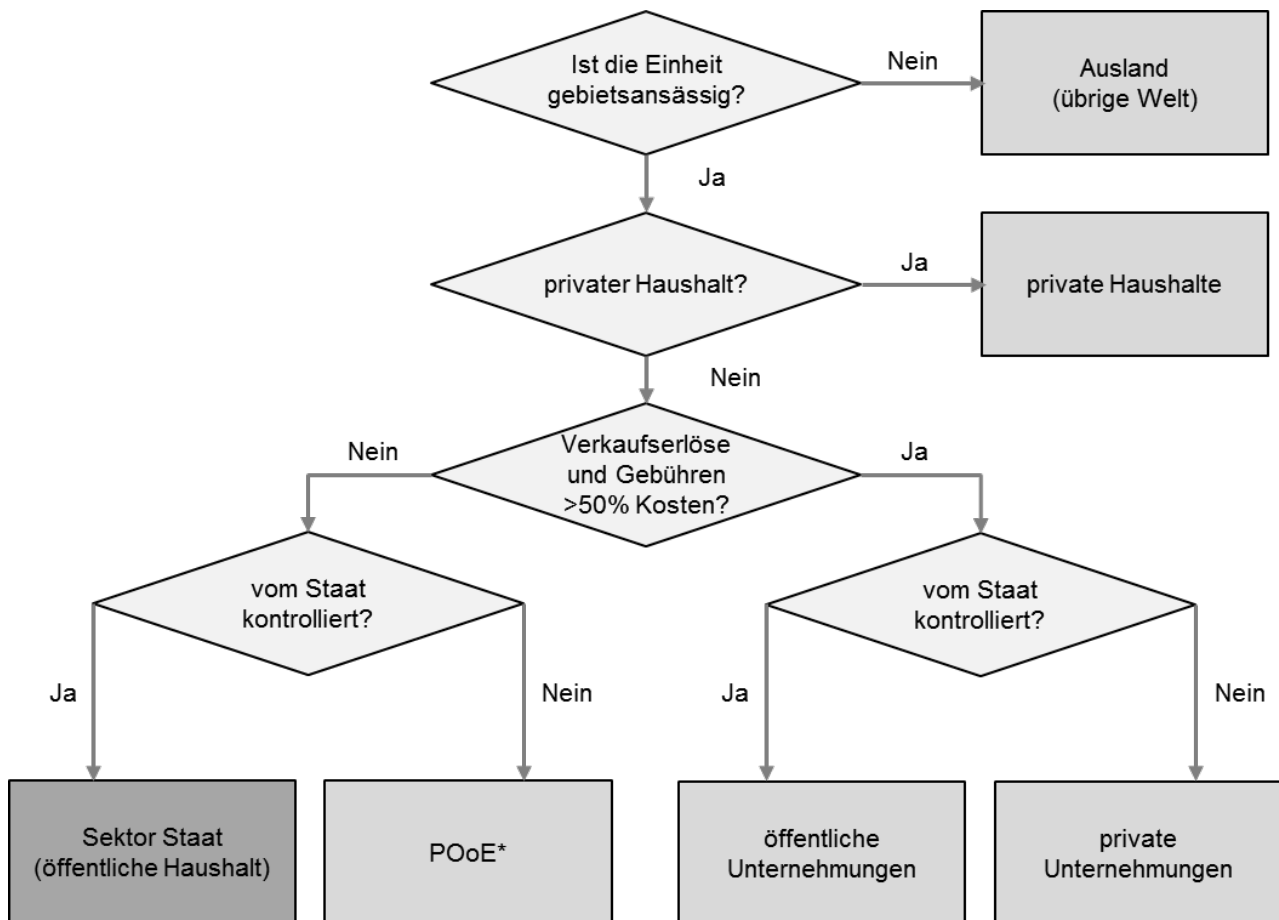 Ist die Einheit
gebietsansässig?
Nein
Ausland
(übrige Welt)
Ja
privater Haushalt?
Ja
private Haushalte
Nein
Nein
Verkaufserlöse
und Gebühren
>50% Kosten?
Ja
vom Staat
kontrolliert?
vom Staat
kontrolliert?
Ja
Nein
Ja
Nein
Sektor Staat
(öffentliche Haushalt)
POoE*
öffentliche
Unternehmungen
private
Unternehmungen